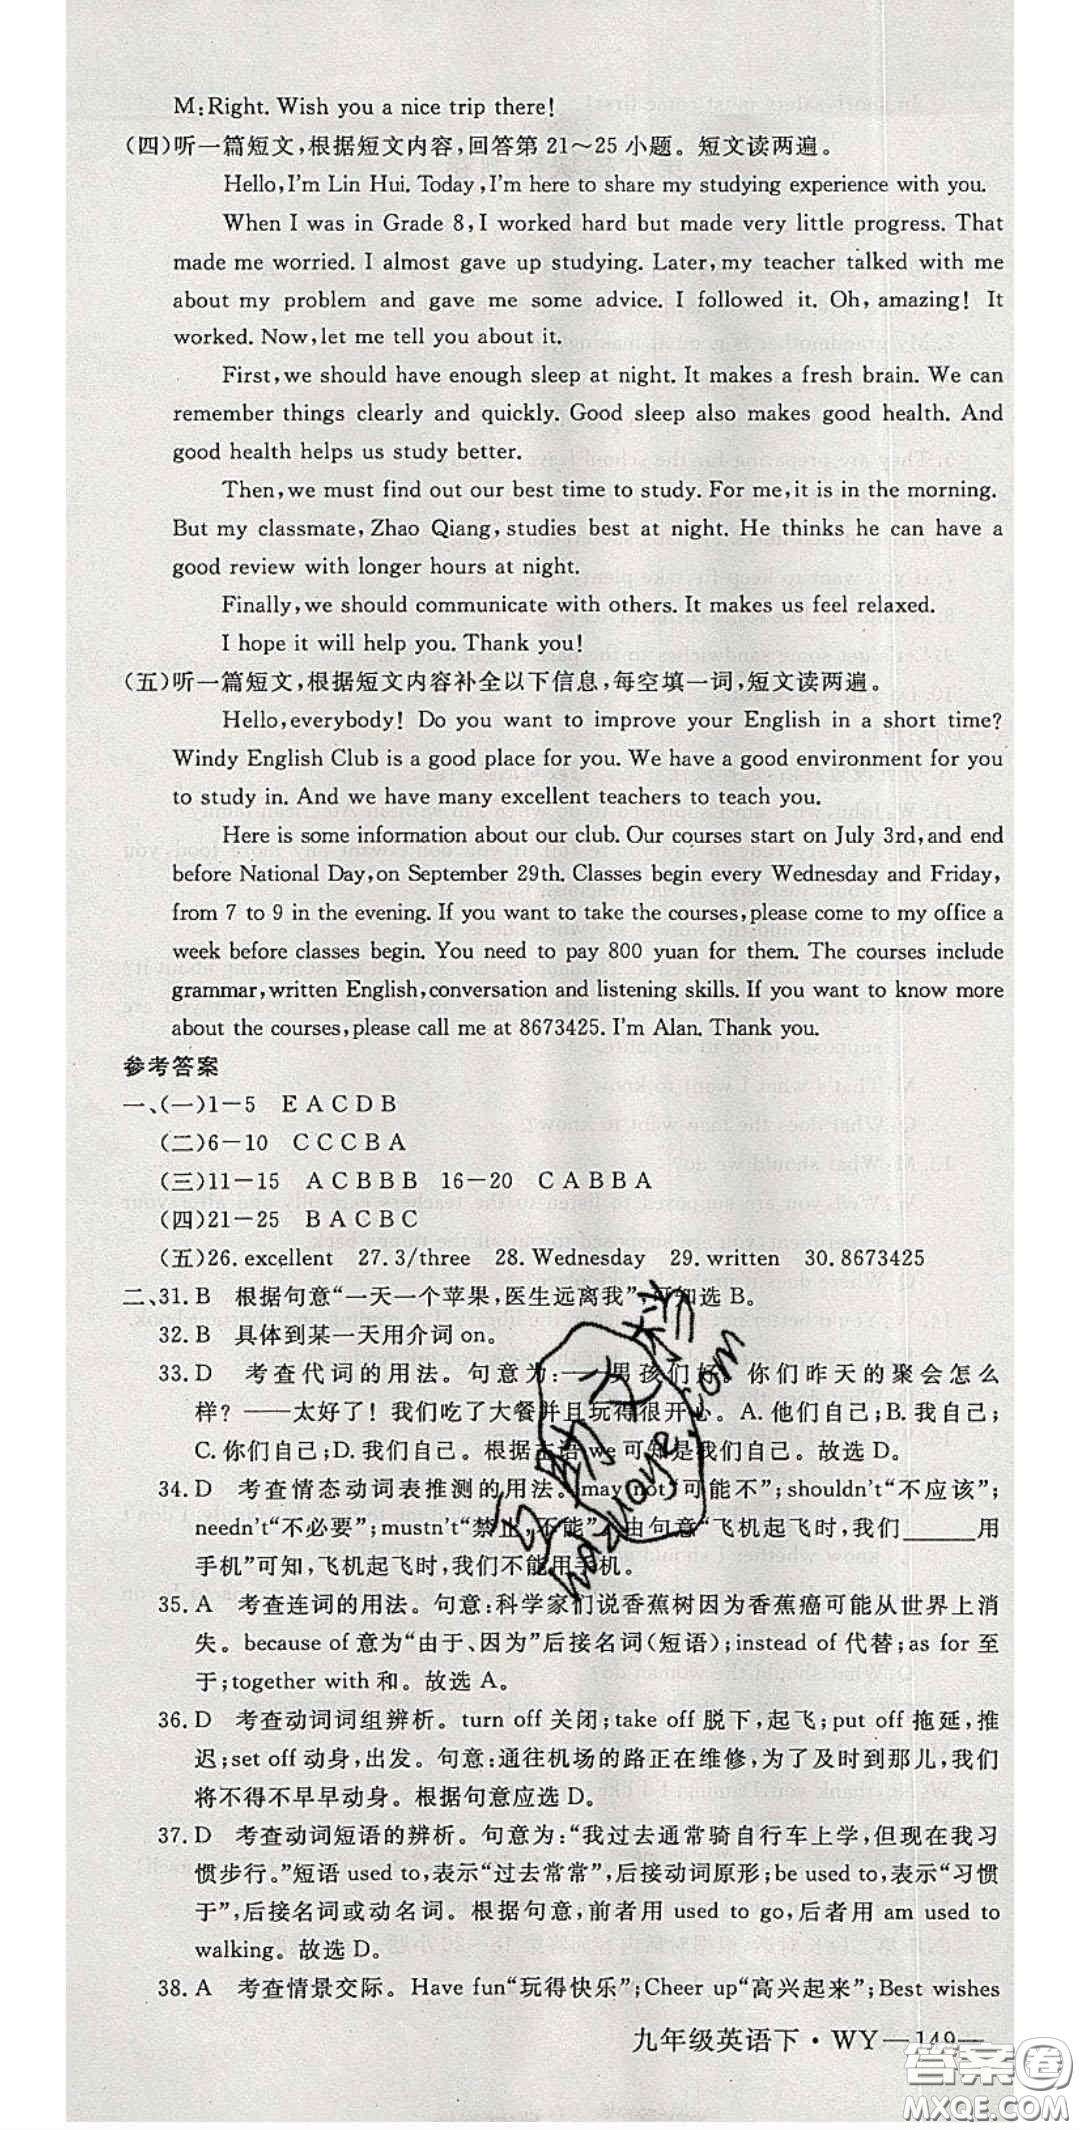 M:Right. Wish you a nice trip there!
(四)听一篇短文,根据短文内容,回答第 21～25 小题。短文读两遍。
Hello,I'm Lin Hui. Today,I'm here to share my studying experience with you.
When I was in Grade 8,I worked hard but made very little progress. That
made me worried. I almost gave up studying. Later,my teacher talked with me
about my problem and gave me some advice. I followed it. Oh,amazing! It
worked. Now,let me tell you about it.
First,we should have enough sleep at night. It makes a fresh brain. We can
remember things clearly and quickly. Good sleep also makes good health. And
good health helps us study better.
Then,we must find out our best time to study. For me,it is in the morning.
But my classmate,Zhao Qiang,studies best at night. He thinks he can have a
good review with longer hours at night.
Finally,we should communicate with others. It makes us feel relaxed.
I hope it will help you. Thank you!
(五)听一篇短文,根据短文内容补全以下信息,每空填一词,短文读两遍。
Hello,everybody! Do you want to improve your English in a short time?
Windy English Club is a good place for you. We have a good environment for you
to study in. And we have many excellent teachers to teach you.
Here is some information about our club. Our courses start on July 3rd,and end
before National Day,on September 29th. Classes begin every Wednesday and Friday,
from 7 to 9 in the evening. If you want to take the courses,please come to my office a
week before classes begin. You need to pay 800 yuan for them. The courses include
grammar,written English,conversation and listening skills. If you want to know more
about the courses,please call me at 8673425. I'm Alan. Thank you.
参考答案
一、(一)1－5 E A C D B
(二)6－10 C C C B A
(三)11－15 A C B B B 16－20 C A B B A
(四)21－25 B A C B C
(五)26. excellent 27. 3/three 28. Wednesday 29. written 30. 8673425
二、31. B 根据句意“一天一个苹果,医生远离我”,可知选 B。
32. B 具体到某一天用介词 on。
33. D 考查代词的用法。句意为:——男孩们好。你们昨天的聚会怎么
样? ——太好了! 我们吃了大餐并且玩得很开心。A. 他们自己;B. 我自己;
C. 你们自己;D. 我们自己。根据主语 we 可知是我们自己。故选 D。
34. D 考查情态动词表推测的用法。may not“可能不”;shouldn't“不应该”;
needn't“不必要”;mustn't“禁止,不能”。由句意“飞机起飞时,我们______用
手机”可知,飞机起飞时,我们不能用手机。
35. A 考查连词的用法。句意:科学家们说香蕉树因为香蕉癌可能从世界上消
失。because of 意为“由于、因为”后接名词(短语);instead of 代替;as for 至
于;together with 和。故选 A。
36. D 考查动词词组辨析。turn off 关闭;take off 脱下,起飞;put off 拖延,推
迟;set off 动身,出发。句意:通往机场的路正在维修,为了及时到那儿,我们
将不得不早早动身。根据句意应选 D。
37. D 考查动词短语的辨析。句意为:“我过去通常骑自行车上学,但现在我习
惯步行。”短语 used to,表示“过去常常”,后接动词原形;be used to,表示“习惯
于”,后接名词或动名词。根据句意,前者用 used to go,后者用 am used to
walking。故选 D。
38. A 考查情景交际。Have fun“玩得快乐”;Cheer up“高兴起来”;Best wishes
九年级英语下·WY—149—
答案圈
MXQE.COM